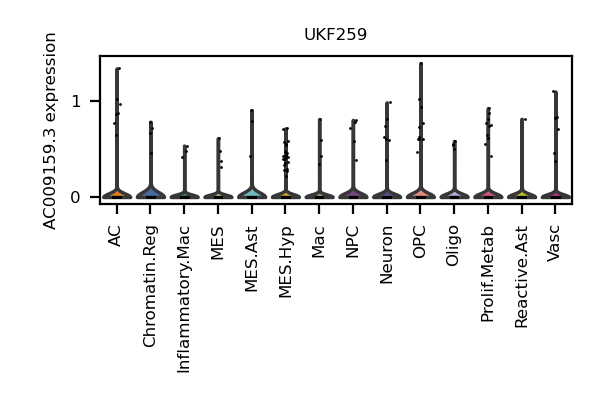 UKF259
AC009159.3 expression
1
0
AC
Chromatin.Reg
Inflammatory.Mac
MES
MES.Ast
MES.Hyp
Mac
NPC
Neuron
OPC
Oligo
Prolif.Metab
Reactive.Ast
Vasc